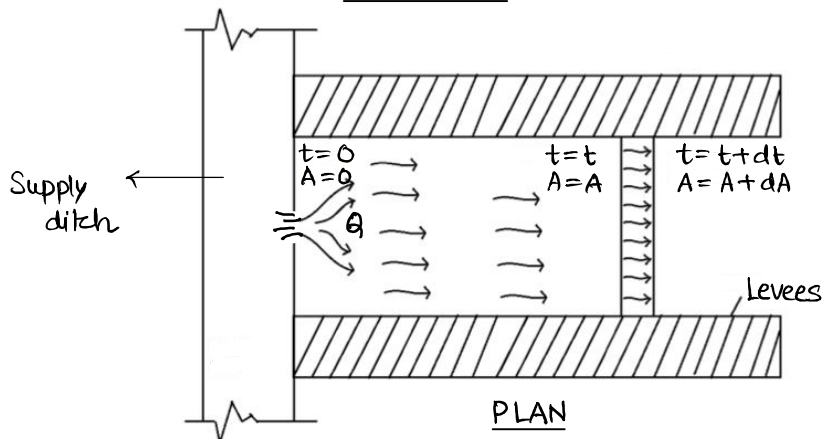 t=0
A=0
t=t
A=A
t=t+dt
A=A+dA
Supply
ditch
Q
Levees
PLAN